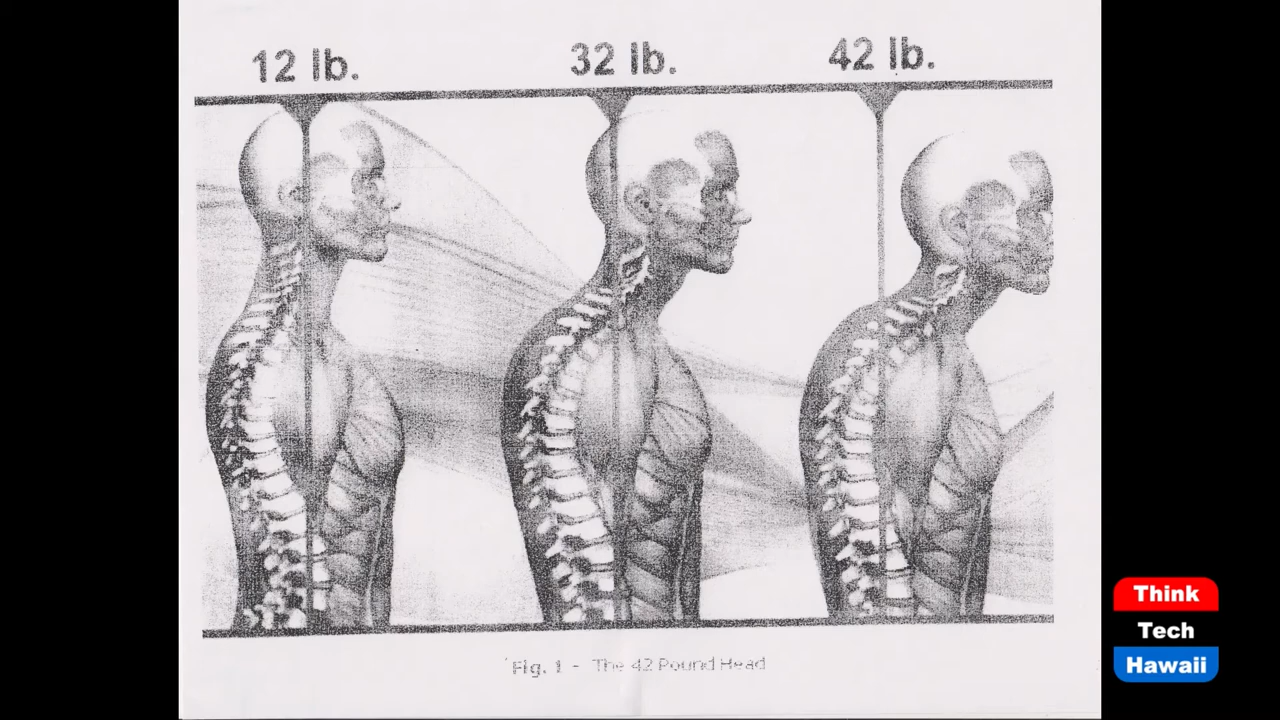 12 lb.
32 lb.
42 lb.
Fig. 1 - The 42 Pound Head
Think
Tech
Hawaii